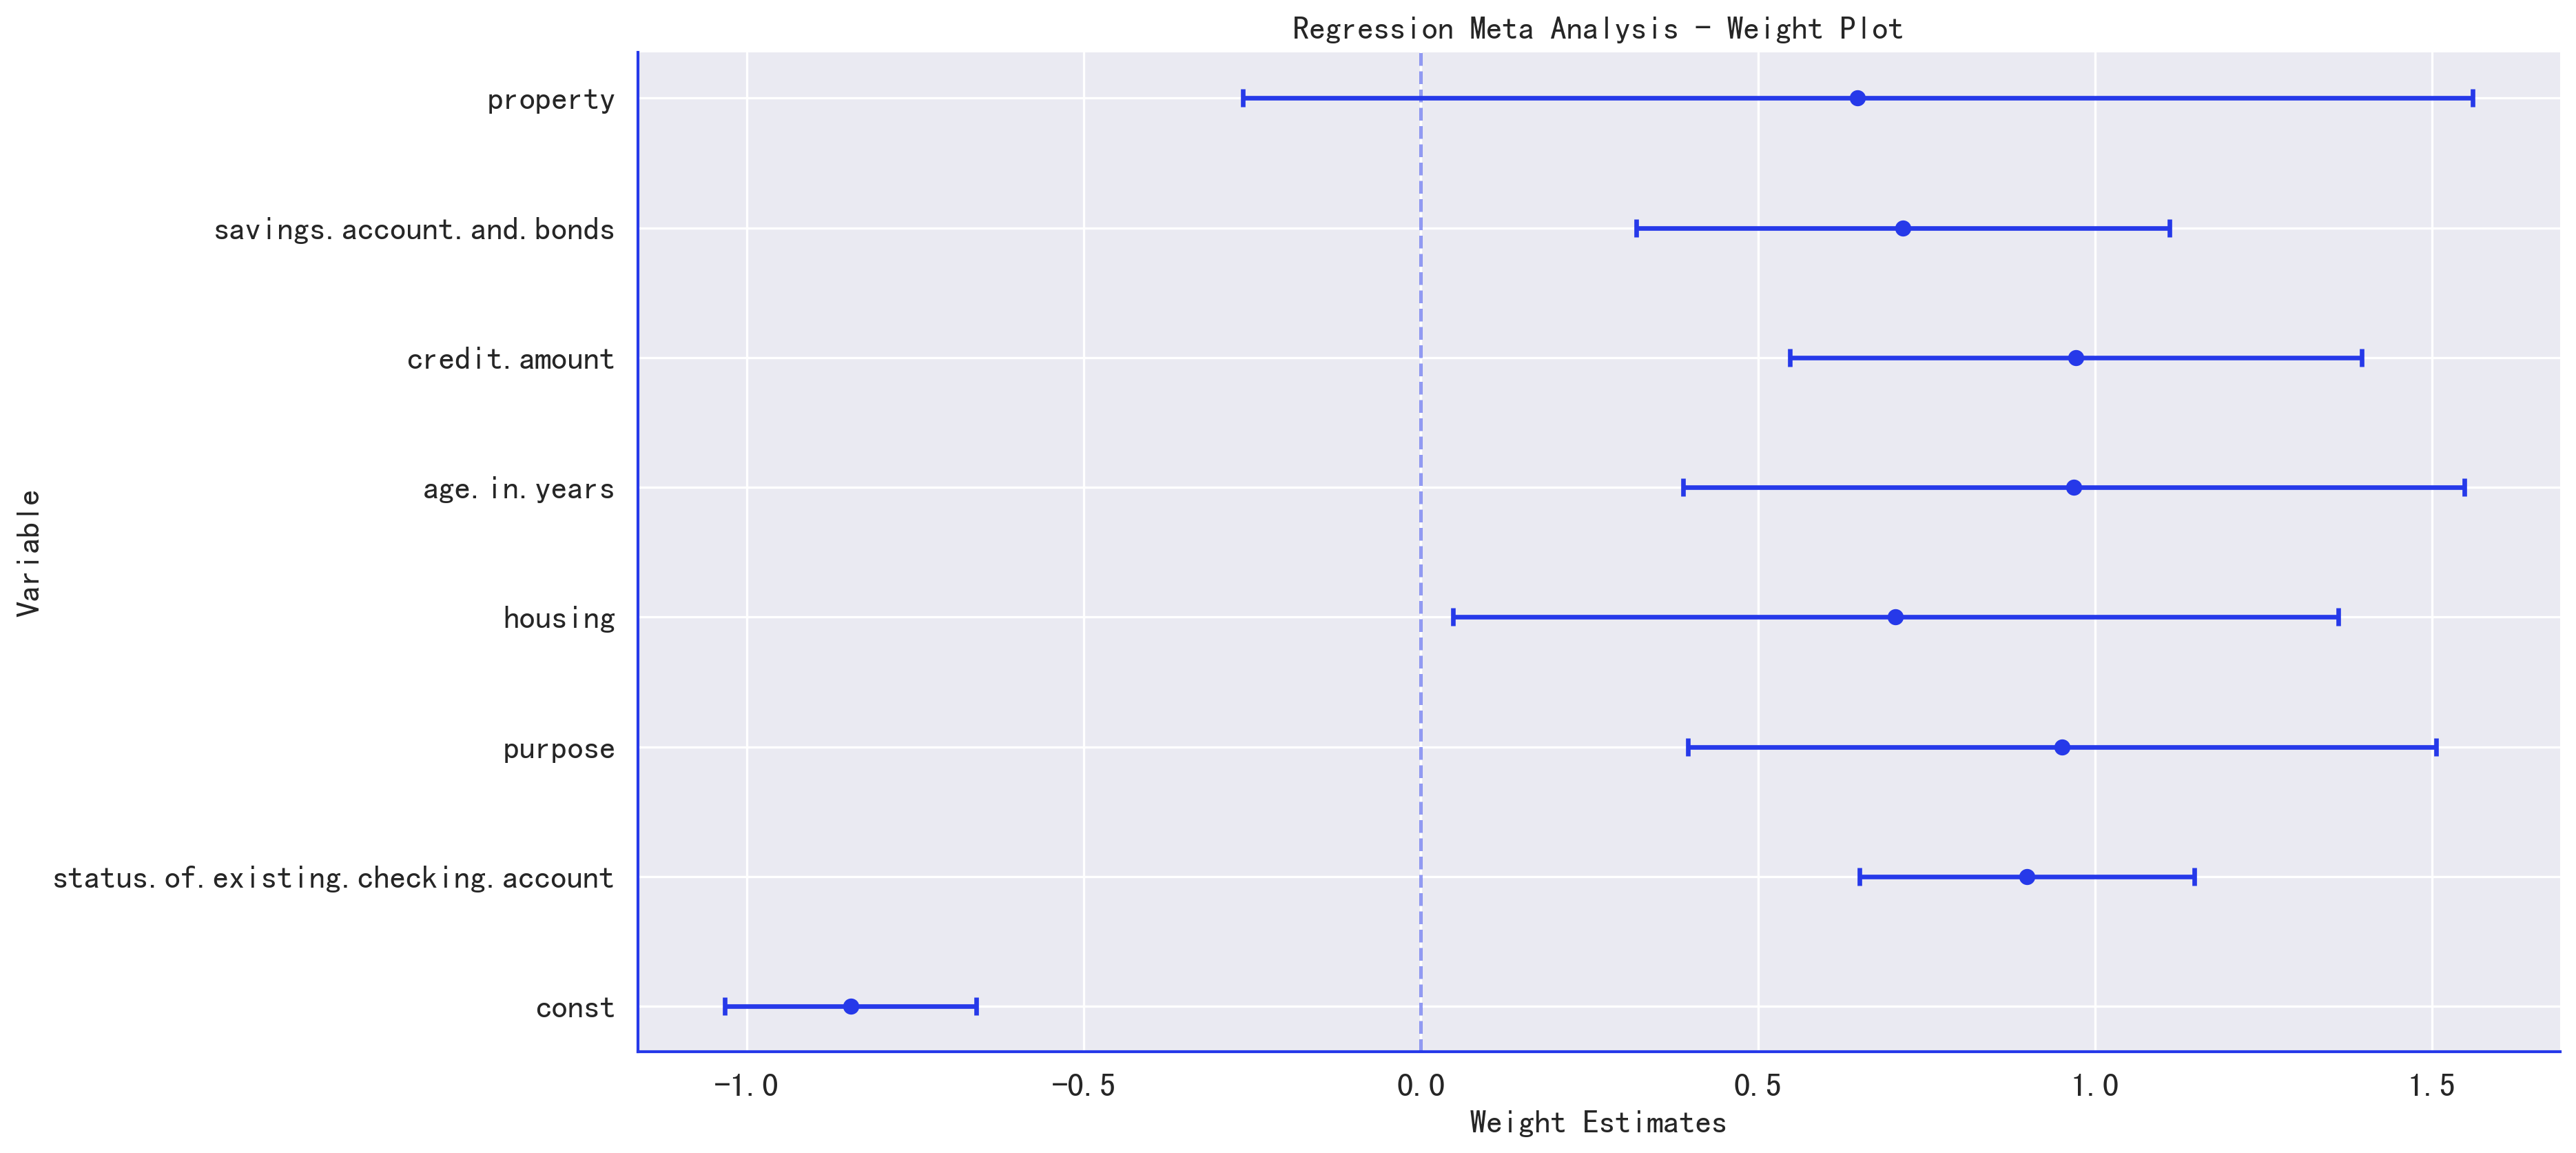 Regression Meta Analysis - Weight Plot
property
savings.account.and.bonds
credit.amount
age.in.years
housing
purpose
status.of.existing.checking.account
const
Variable
-1.0 -0.5 0.0 0.5 1.0 1.5
Weight Estimates